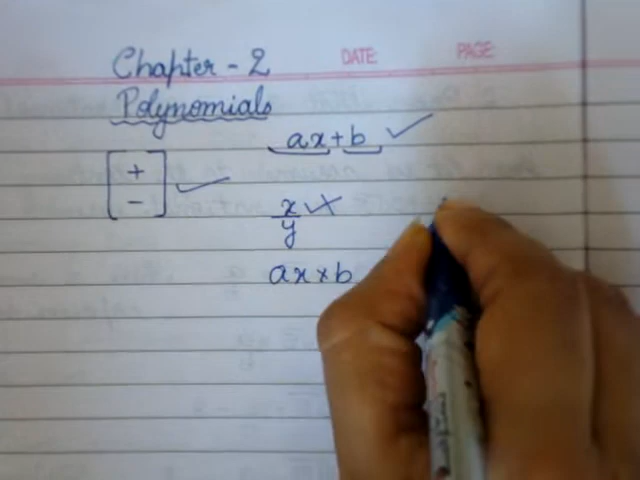 Chapter - 2
DATE: PAGE:
Polynomials
ax + b ✓
+
- ✓
x/y ✗
ax × b